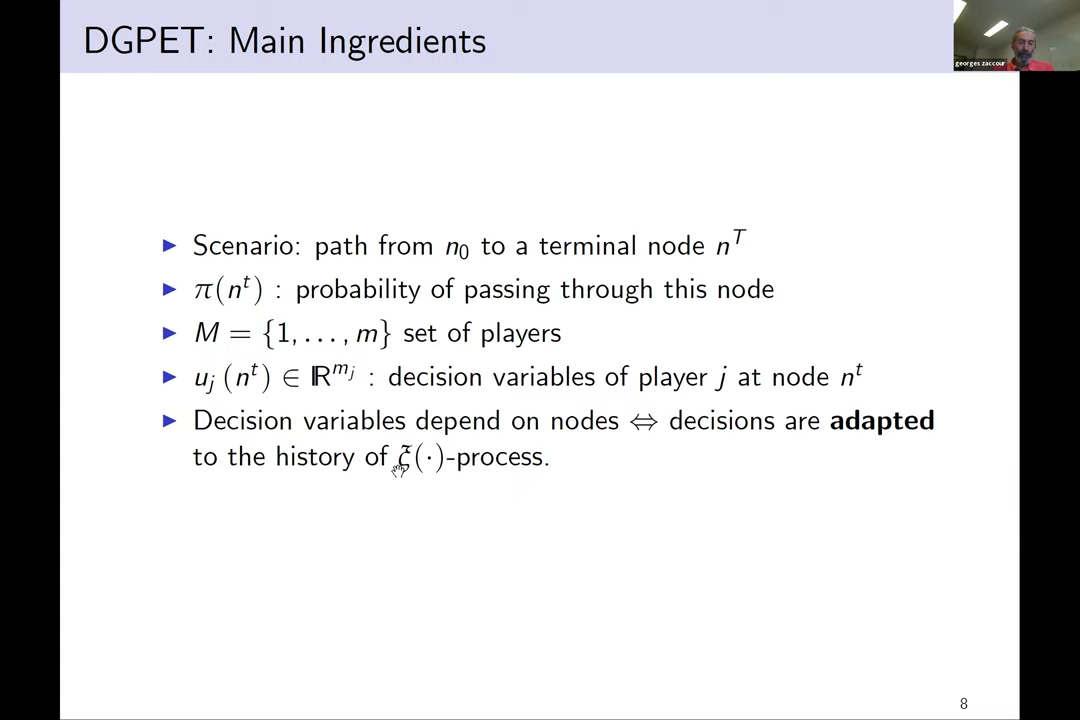 DGPET: Main Ingredients
georges zaccour
▶ Scenario: path from n₀ to a terminal node nᵀ
▶ π(nᵗ) : probability of passing through this node
▶ M = {1, . . . , m} set of players
▶ uⱼ (nᵗ) ∈ ℝ^{mⱼ} : decision variables of player j at node nᵗ
▶ Decision variables depend on nodes ⇔ decisions are adapted
to the history of ξ̃(·)-process.
8